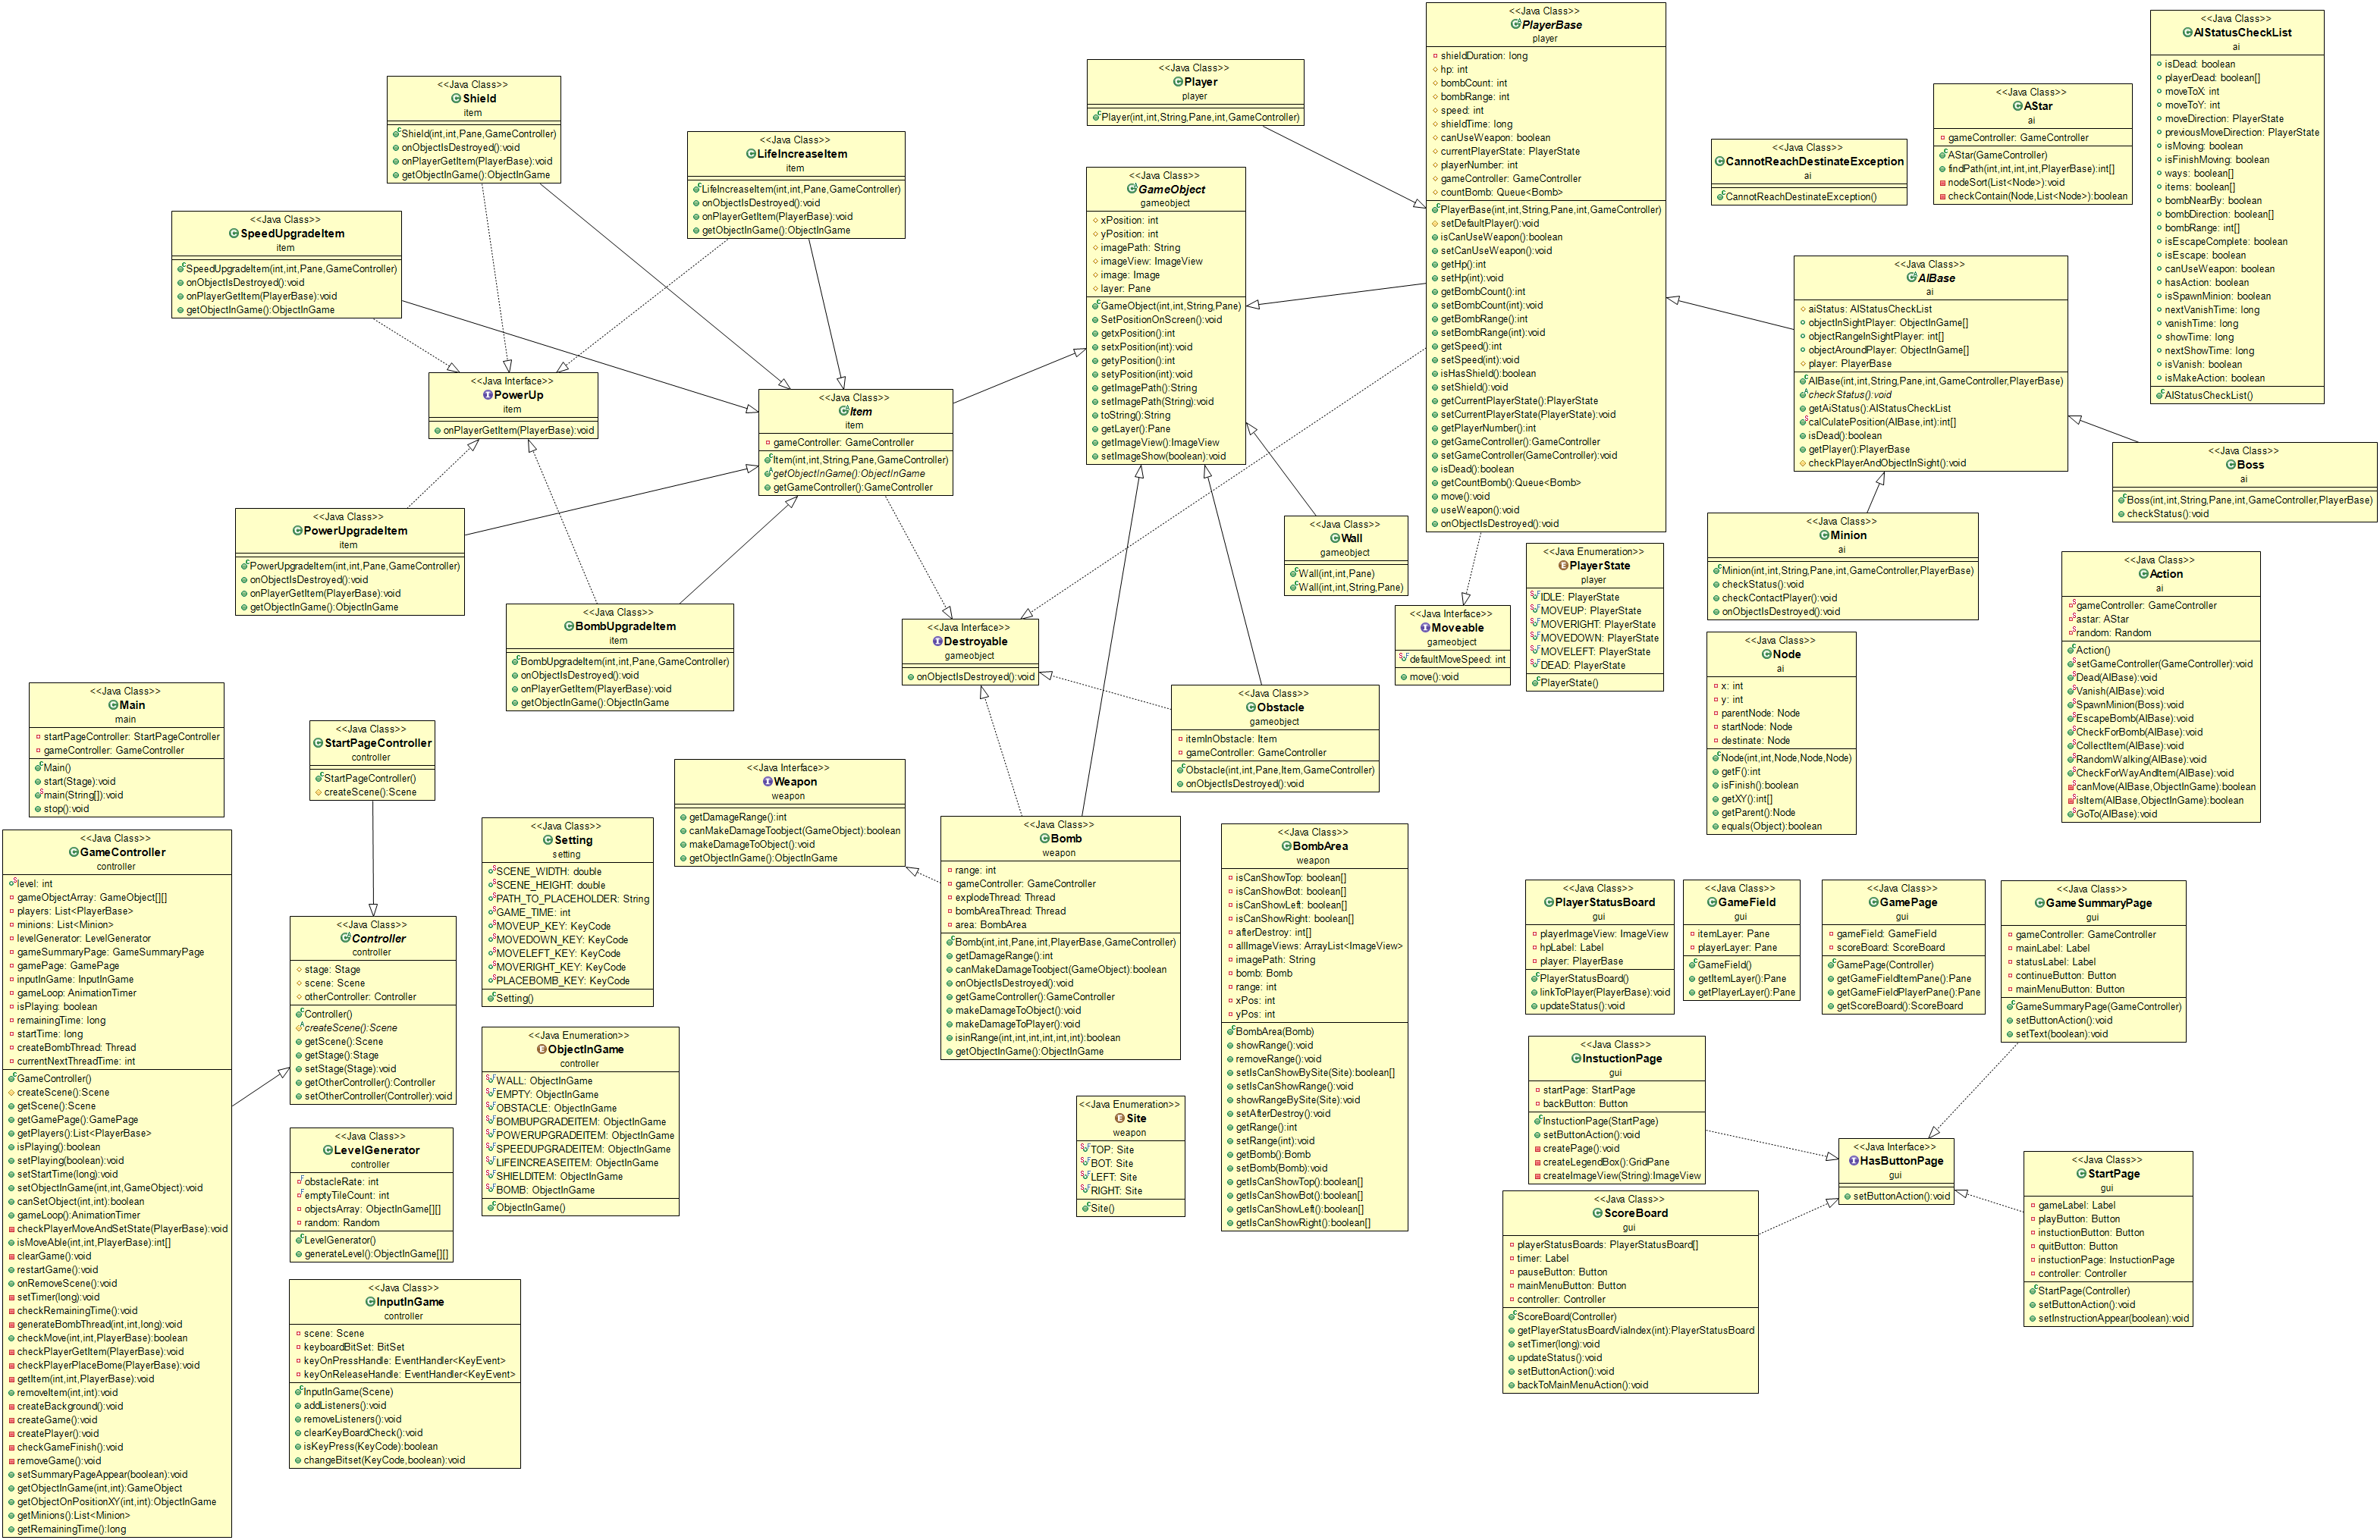 <<Java Class>>
PlayerBase
player
shieldDuration: long
hp: int
bombCount: int
bombRange: int
speed: int
shieldTime: long
canUseWeapon: boolean
currentPlayerState: PlayerState
playerNumber: int
gameController: GameController
countBomb: Queue<Bomb>
PlayerBase(int,int,String,Pane,int,GameController)
setDefaultPlayer():void
isCanUseWeapon():boolean
setCanUseWeapon():void
getHp():int
setHp(int):void
getBombCount():int
setBombCount(int):void
getBombRange():int
setBombRange(int):void
getSpeed():int
setSpeed(int):void
isHasShield():boolean
setShield():void
getCurrentPlayerState():PlayerState
setCurrentPlayerState(PlayerState):void
getPlayerNumber():int
getGameController():GameController
setGameController(GameController):void
isDead():boolean
getCountBomb():Queue<Bomb>
move():void
useWeapon():void
onObjectIsDestroyed():void
<<Java Class>>
AIStatusCheckList
ai
isDead: boolean
playerDead: boolean[]
moveToX: int
moveToY: int
moveDirection: PlayerState
previousMoveDirection: PlayerState
isMoving: boolean
isFinishMoving: boolean
ways: boolean[]
items: boolean[]
bombNearBy: boolean
bombDirection: boolean[]
bombRange: int[]
isEscapeComplete: boolean
isEscape: boolean
canUseWeapon: boolean
hasAction: boolean
isSpawnMinion: boolean
nextVanishTime: long
vanishTime: long
showTime: long
nextShowTime: long
isVanish: boolean
isMakeAction: boolean
AIStatusCheckList()
<<Java Class>>
Player
player
Player(int,int,String,Pane,int,GameController)
<<Java Class>>
Shield
item
Shield(int,int,Pane,GameController)
onObjectIsDestroyed():void
onPlayerGetItem(PlayerBase):void
getObjectInGame():ObjectInGame
<<Java Class>>
AStar
ai
gameController: GameController
AStar(GameController)
findPath(int,int,int,int,PlayerBase):int[]
nodeSort(List<Node>):void
checkContain(Node,List<Node>):boolean
<<Java Class>>
LifeIncreaseItem
item
LifeIncreaseItem(int,int,Pane,GameController)
onObjectIsDestroyed():void
onPlayerGetItem(PlayerBase):void
getObjectInGame():ObjectInGame
<<Java Class>>
CannotReachDestinateException
ai
CannotReachDestinateException()
<<Java Class>>
GameObject
gameobject
xPosition: int
yPosition: int
imagePath: String
imageView: ImageView
image: Image
layer: Pane
GameObject(int,int,String,Pane)
SetPositionOnScreen():void
getxPosition():int
setxPosition(int):void
getyPosition():int
setyPosition(int):void
getImagePath():String
setImagePath(String):void
toString():String
getLayer():Pane
getImageView():ImageView
setImageShow(boolean):void
<<Java Class>>
SpeedUpgradeItem
item
SpeedUpgradeItem(int,int,Pane,GameController)
onObjectIsDestroyed():void
onPlayerGetItem(PlayerBase):void
getObjectInGame():ObjectInGame
<<Java Class>>
AIBase
ai
aiStatus: AIStatusCheckList
objectInSightPlayer: ObjectInGame[]
objectRangeInSightPlayer: int[]
objectAroundPlayer: ObjectInGame[]
player: PlayerBase
AIBase(int,int,String,Pane,int,GameController,PlayerBase)
checkStatus():void
getAiStatus():AIStatusCheckList
calCulatePosition(AIBase,int):int[]
isDead():boolean
getPlayer():PlayerBase
checkPlayerAndObjectInSight():void
<<Java Interface>>
PowerUp
item
onPlayerGetItem(PlayerBase):void
<<Java Class>>
Item
item
gameController: GameController
Item(int,int,String,Pane,GameController)
getObjectInGame():ObjectInGame
getGameController():GameController
<<Java Class>>
Boss
ai
Boss(int,int,String,Pane,int,GameController,PlayerBase)
checkStatus():void
<<Java Class>>
PowerUpgradeItem
item
PowerUpgradeItem(int,int,Pane,GameController)
onObjectIsDestroyed():void
onPlayerGetItem(PlayerBase):void
getObjectInGame():ObjectInGame
<<Java Class>>
Wall
gameobject
Wall(int,int,Pane)
Wall(int,int,String,Pane)
<<Java Class>>
Minion
ai
Minion(int,int,String,Pane,int,GameController,PlayerBase)
checkStatus():void
checkContactPlayer():void
onObjectIsDestroyed():void
<<Java Enumeration>>
PlayerState
player
IDLE: PlayerState
MOVEUP: PlayerState
MOVERIGHT: PlayerState
MOVEDOWN: PlayerState
MOVELEFT: PlayerState
DEAD: PlayerState
PlayerState()
<<Java Class>>
Action
ai
gameController: GameController
astar: AStar
random: Random
Action()
setGameController(GameController):void
Dead(AIBase):void
Vanish(AIBase):void
SpawnMinion(Boss):void
EscapeBomb(AIBase):void
CheckForBomb(AIBase):void
CollectItem(AIBase):void
RandomWalking(AIBase):void
CheckForWayAndItem(AIBase):void
canMove(AIBase,ObjectInGame):boolean
isItem(AIBase,ObjectInGame):boolean
GoTo(AIBase):void
<<Java Class>>
BombUpgradeItem
item
BombUpgradeItem(int,int,Pane,GameController)
onObjectIsDestroyed():void
onPlayerGetItem(PlayerBase):void
getObjectInGame():ObjectInGame
<<Java Interface>>
Moveable
gameobject
defaultMoveSpeed: int
move():void
<<Java Interface>>
Destroyable
gameobject
onObjectIsDestroyed():void
<<Java Class>>
Node
ai
x: int
y: int
parentNode: Node
startNode: Node
destinate: Node
Node(int,int,Node,Node,Node)
getF():int
isFinish():boolean
getXY():int[]
getParent():Node
equals(Object):boolean
<<Java Class>>
Main
main
startPageController: StartPageController
gameController: GameController
Main()
start(Stage):void
main(String[]):void
stop():void
<<Java Class>>
Obstacle
gameobject
itemInObstacle: Item
gameController: GameController
Obstacle(int,int,Pane,Item,GameController)
onObjectIsDestroyed():void
<<Java Class>>
StartPageController
controller
StartPageController()
createScene():Scene
<<Java Interface>>
Weapon
weapon
getDamageRange():int
canMakeDamageToobject(GameObject):boolean
makeDamageToObject():void
getObjectInGame():ObjectInGame
<<Java Class>>
Bomb
weapon
range: int
gameController: GameController
explodeThread: Thread
bombAreaThread: Thread
area: BombArea
Bomb(int,int,Pane,int,PlayerBase,GameController)
getDamageRange():int
canMakeDamageToobject(GameObject):boolean
onObjectIsDestroyed():void
getGameController():GameController
makeDamageToObject():void
makeDamageToPlayer():void
isinRange(int,int,int,int,int,int):boolean
getObjectInGame():ObjectInGame
<<Java Class>>
Setting
setting
SCENE_WIDTH: double
SCENE_HEIGHT: double
PATH_TO_PLACEHOLDER: String
GAME_TIME: int
MOVEUP_KEY: KeyCode
MOVEDOWN_KEY: KeyCode
MOVELEFT_KEY: KeyCode
MOVERIGHT_KEY: KeyCode
PLACEBOMB_KEY: KeyCode
Setting()
<<Java Class>>
BombArea
weapon
isCanShowTop: boolean[]
isCanShowBot: boolean[]
isCanShowLeft: boolean[]
isCanShowRight: boolean[]
afterDestroy: int[]
allImageViews: ArrayList<ImageView>
imagePath: String
bomb: Bomb
range: int
xPos: int
yPos: int
BombArea(Bomb)
showRange():void
removeRange():void
setIsCanShowBySite(Site):boolean[]
setIsCanShowRange():void
showRangeBySite(Site):void
setAfterDestroy():void
getRange():int
setRange(int):void
getBomb():Bomb
setBomb(Bomb):void
getIsCanShowTop():boolean[]
getIsCanShowBot():boolean[]
getIsCanShowLeft():boolean[]
getIsCanShowRight():boolean[]
<<Java Class>>
GameController
controller
level: int
gameObjectArray: GameObject[][]
players: List<PlayerBase>
minions: List<Minion>
levelGenerator: LevelGenerator
gameSummaryPage: GameSummaryPage
gamePage: GamePage
inputInGame: InputInGame
gameLoop: AnimationTimer
isPlaying: boolean
remainingTime: long
startTime: long
createBombThread: Thread
currentNextThreadTime: int
GameController()
createScene():Scene
getScene():Scene
getGamePage():GamePage
getPlayers():List<PlayerBase>
isPlaying():boolean
setPlaying(boolean):void
setStartTime(long):void
setObjectInGame(int,int,GameObject):void
canSetObject(int,int):boolean
gameLoop():AnimationTimer
checkPlayerMoveAndSetState(PlayerBase):void
isMoveAble(int,int,PlayerBase):int[]
clearGame():void
restartGame():void
onRemoveScene():void
setTimer(long):void
checkRemainingTime():void
generateBombThread(int,int,long):void
checkMove(int,int,PlayerBase):boolean
checkPlayerGetItem(PlayerBase):void
checkPlayerPlaceBome(PlayerBase):void
getItem(int,int,PlayerBase):void
removeItem(int,int):void
createBackground():void
createGame():void
createPlayer():void
checkGameFinish():void
removeGame():void
setSummaryPageAppear(boolean):void
getObjectInGame(int,int):GameObject
getObjectOnPositionXY(int,int):ObjectInGame
getMinions():List<Minion>
getRemainingTime():long
<<Java Class>>
Controller
controller
stage: Stage
scene: Scene
otherController: Controller
Controller()
createScene():Scene
getScene():Scene
getStage():Stage
setStage(Stage):void
getOtherController():Controller
setOtherController(Controller):void
<<Java Class>>
PlayerStatusBoard
gui
playerImageView: ImageView
hpLabel: Label
player: PlayerBase
PlayerStatusBoard()
linkToPlayer(PlayerBase):void
updateStatus():void
<<Java Class>>
GameField
gui
itemLayer: Pane
playerLayer: Pane
GameField()
getItemLayer():Pane
getPlayerLayer():Pane
<<Java Class>>
GamePage
gui
gameField: GameField
scoreBoard: ScoreBoard
GamePage(Controller)
getGameFieldItemPane():Pane
getGameFieldPlayerPane():Pane
getScoreBoard():ScoreBoard
<<Java Class>>
GameSummaryPage
gui
gameController: GameController
mainLabel: Label
statusLabel: Label
continueButton: Button
mainMenuButton: Button
GameSummaryPage(GameController)
setButtonAction():void
setText(boolean):void
<<Java Enumeration>>
ObjectInGame
controller
WALL: ObjectInGame
EMPTY: ObjectInGame
OBSTACLE: ObjectInGame
BOMBUPGRADEITEM: ObjectInGame
POWERUPGRADEITEM: ObjectInGame
SPEEDUPGRADEITEM: ObjectInGame
LIFEINCREASEITEM: ObjectInGame
SHIELDITEM: ObjectInGame
BOMB: ObjectInGame
ObjectInGame()
<<Java Class>>
InstuctionPage
gui
startPage: StartPage
backButton: Button
InstuctionPage(StartPage)
setButtonAction():void
createPage():void
createLegendBox():GridPane
createImageView(String):ImageView
<<Java Enumeration>>
Site
weapon
TOP: Site
BOT: Site
LEFT: Site
RIGHT: Site
Site()
<<Java Class>>
LevelGenerator
controller
obstacleRate: int
emptyTileCount: int
objectsArray: ObjectInGame[][]
random: Random
LevelGenerator()
generateLevel():ObjectInGame[][]
<<Java Interface>>
HasButtonPage
gui
setButtonAction():void
<<Java Class>>
StartPage
gui
gameLabel: Label
playButton: Button
instuctionButton: Button
quitButton: Button
instuctionPage: InstuctionPage
controller: Controller
StartPage(Controller)
setButtonAction():void
setInstructionAppear(boolean):void
<<Java Class>>
ScoreBoard
gui
playerStatusBoards: PlayerStatusBoard[]
timer: Label
pauseButton: Button
mainMenuButton: Button
controller: Controller
ScoreBoard(Controller)
getPlayerStatusBoardViaIndex(int):PlayerStatusBoard
setTimer(long):void
updateStatus():void
setButtonAction():void
backToMainMenuAction():void
<<Java Class>>
InputInGame
controller
scene: Scene
keyboardBitSet: BitSet
keyOnPressHandle: EventHandler<KeyEvent>
keyOnReleaseHandle: EventHandler<KeyEvent>
InputInGame(Scene)
addListeners():void
removeListeners():void
clearKeyBoardCheck():void
isKeyPress(KeyCode):boolean
changeBitset(KeyCode,boolean):void